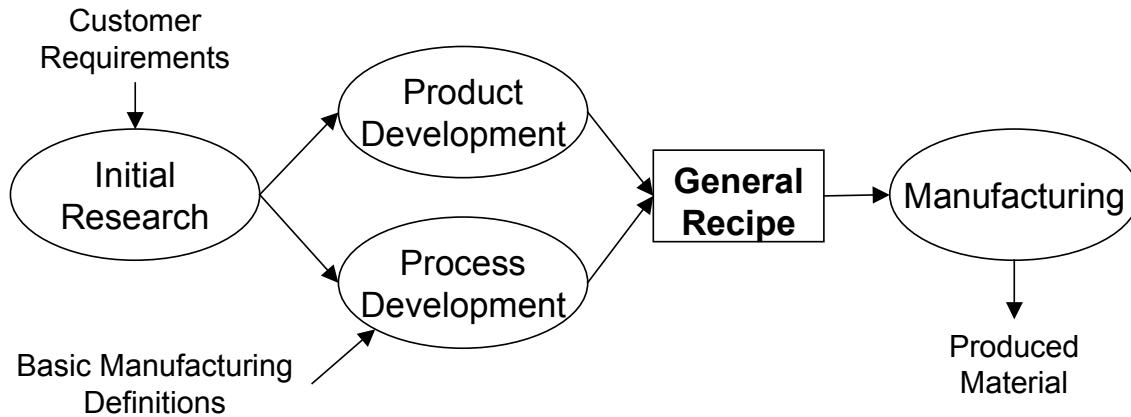 Customer
Requirements
Initial
Research
Product
Development
Process
Development
Basic Manufacturing
Definitions
General
Recipe
Manufacturing
Produced
Material